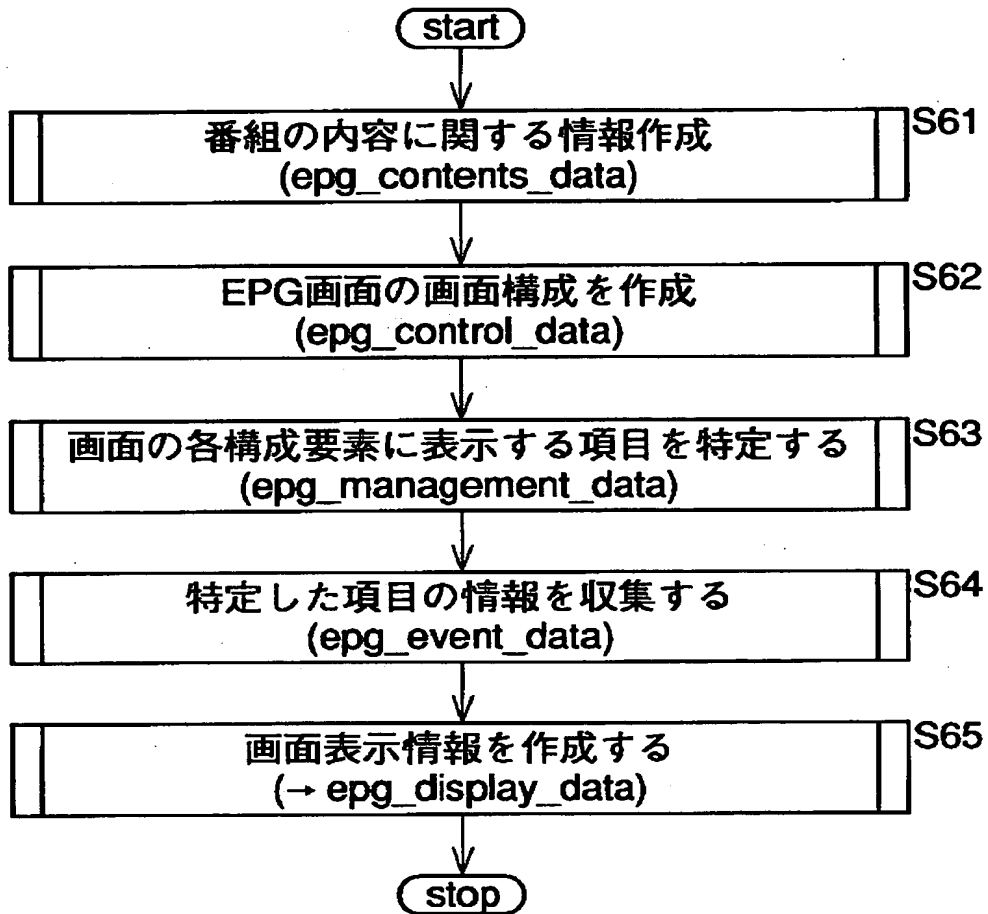 start
番組の内容に関する情報作成
(epg_contents_data)
S61
EPG画面の画面構成を作成
(epg_control_data)
S62
画面の各構成要素に表示する項目を特定する
(epg_management_data)
S63
特定した項目の情報を収集する
(epg_event_data)
S64
画面表示情報を作成する
(→ epg_display_data)
S65
stop